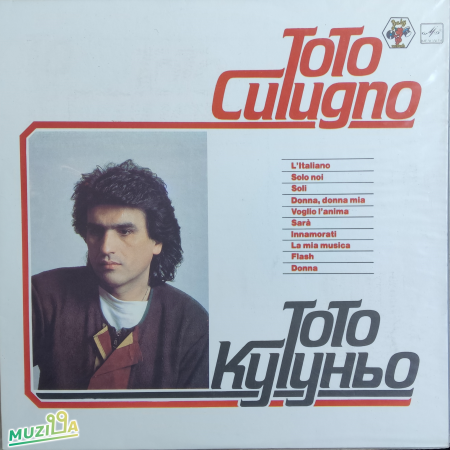 Toto
Cutugno
L'Italiano
Solo noi
Soli
Donna, donna mia
Voglio l'anima
Sarà
Innamorati
La mia musica
Flash
Donna
Тото
Кутуньо
MUZILLA